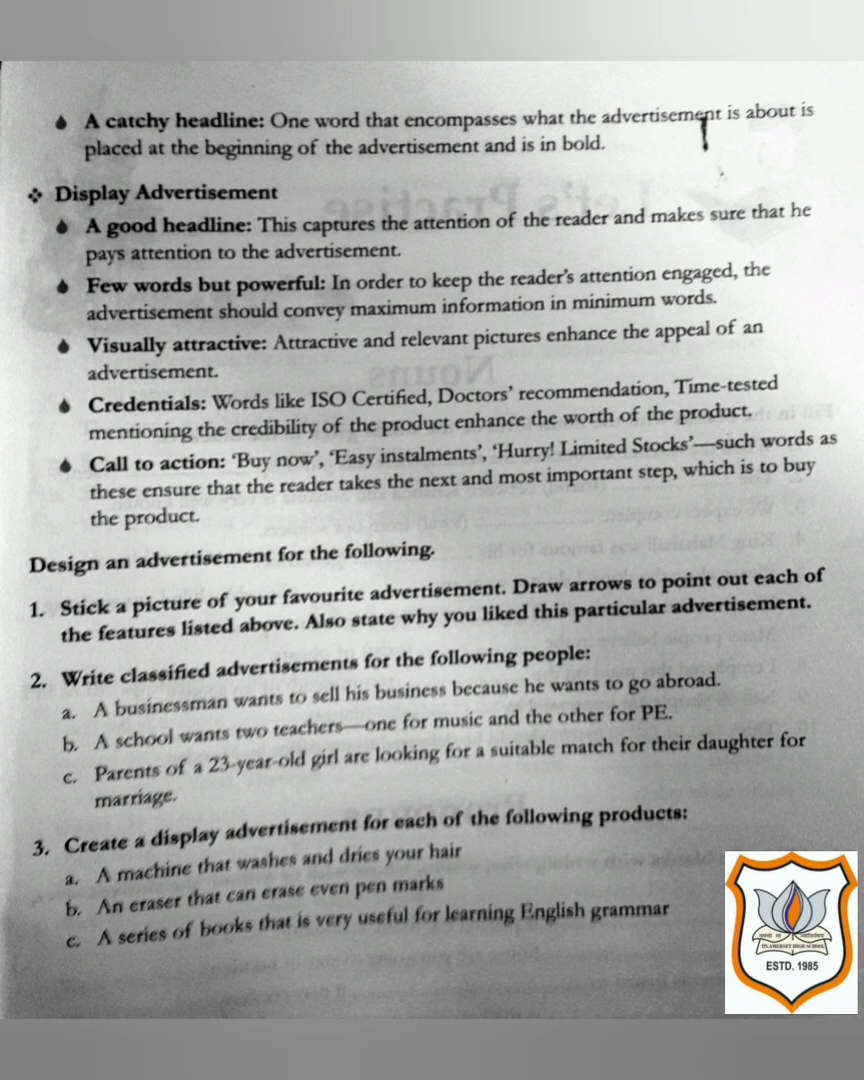 A catchy headline: One word that encompasses what the advertisement is about is
placed at the beginning of the advertisement and is in bold.
Display Advertisement
A good headline: This captures the attention of the reader and makes sure that he
pays attention to the advertisement.
Few words but powerful: In order to keep the reader's attention engaged, the
advertisement should convey maximum information in minimum words.
Visually attractive: Attractive and relevant pictures enhance the appeal of an
advertisement.
Credentials: Words like ISO Certified, Doctors' recommendation, Time-tested
mentioning the credibility of the product enhance the worth of the product.
Call to action: 'Buy now', 'Easy instalments', 'Hurry! Limited Stocks'—such words as
these ensure that the reader takes the next and most important step, which is to buy
the product.
Design an advertisement for the following.
1. Stick a picture of your favourite advertisement. Draw arrows to point out each of
the features listed above. Also state why you liked this particular advertisement.
2. Write classified advertisements for the following people:
a. A businessman wants to sell his business because he wants to go abroad.
b. A school wants two teachers—one for music and the other for PE.
c. Parents of a 23-year-old girl are looking for a suitable match for their daughter for
marriage.
3. Create a display advertisement for each of the following products:
a. A machine that washes and dries your hair
b. An eraser that can erase even pen marks
c. A series of books that is very useful for learning English grammar
HIGH SCHOOL
ESTD. 1985